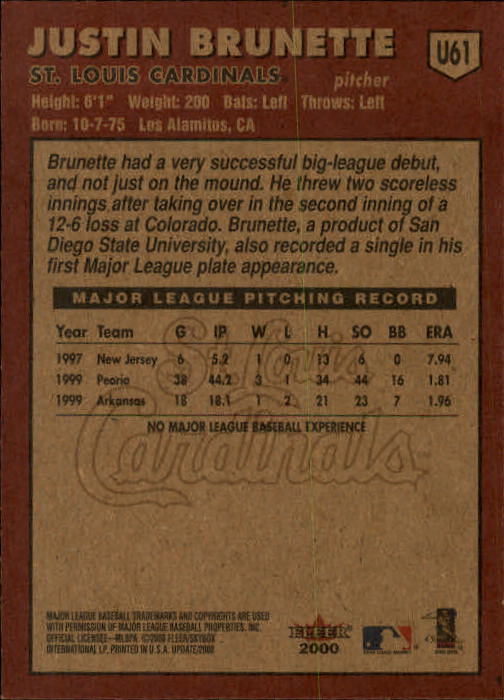 JUSTIN BRUNETTE
U61
ST. LOUIS CARDINALS
pitcher
Height: 6'1" Weight: 200 Bats: Left Throws: Left
Born: 10-7-75 Los Alamitos, CA
Brunette had a very successful big-league debut,
and not just on the mound. He threw two scoreless
innings after taking over in the second inning of a
12-6 loss at Colorado. Brunette, a product of San
Diego State University, also recorded a single in his
first Major League plate appearance.
MAJOR LEAGUE PITCHING RECORD
Year Team G IP W L H SO BB ERA
1997 New Jersey 6 5.2 1 0 13 6 0 7.94
1999 Peoria 38 44.2 3 1 34 44 16 1.81
1999 Arkansas 18 18.1 1 2 21 23 7 1.96
St. Louis
NO MAJOR LEAGUE BASEBALL EXPERIENCE
Cardinals
MAJOR LEAGUE BASEBALL TRADEMARKS AND COPYRIGHTS ARE USED
WITH PERMISSION OF MAJOR LEAGUE BASEBALL PROPERTIES, INC.
OFFICIAL LICENSEE—MLBPA ©2000 FLEER/SKYBOX
INTERNATIONAL LP. PRINTED IN U.S.A. UPDATE/2000
FLEER
2000